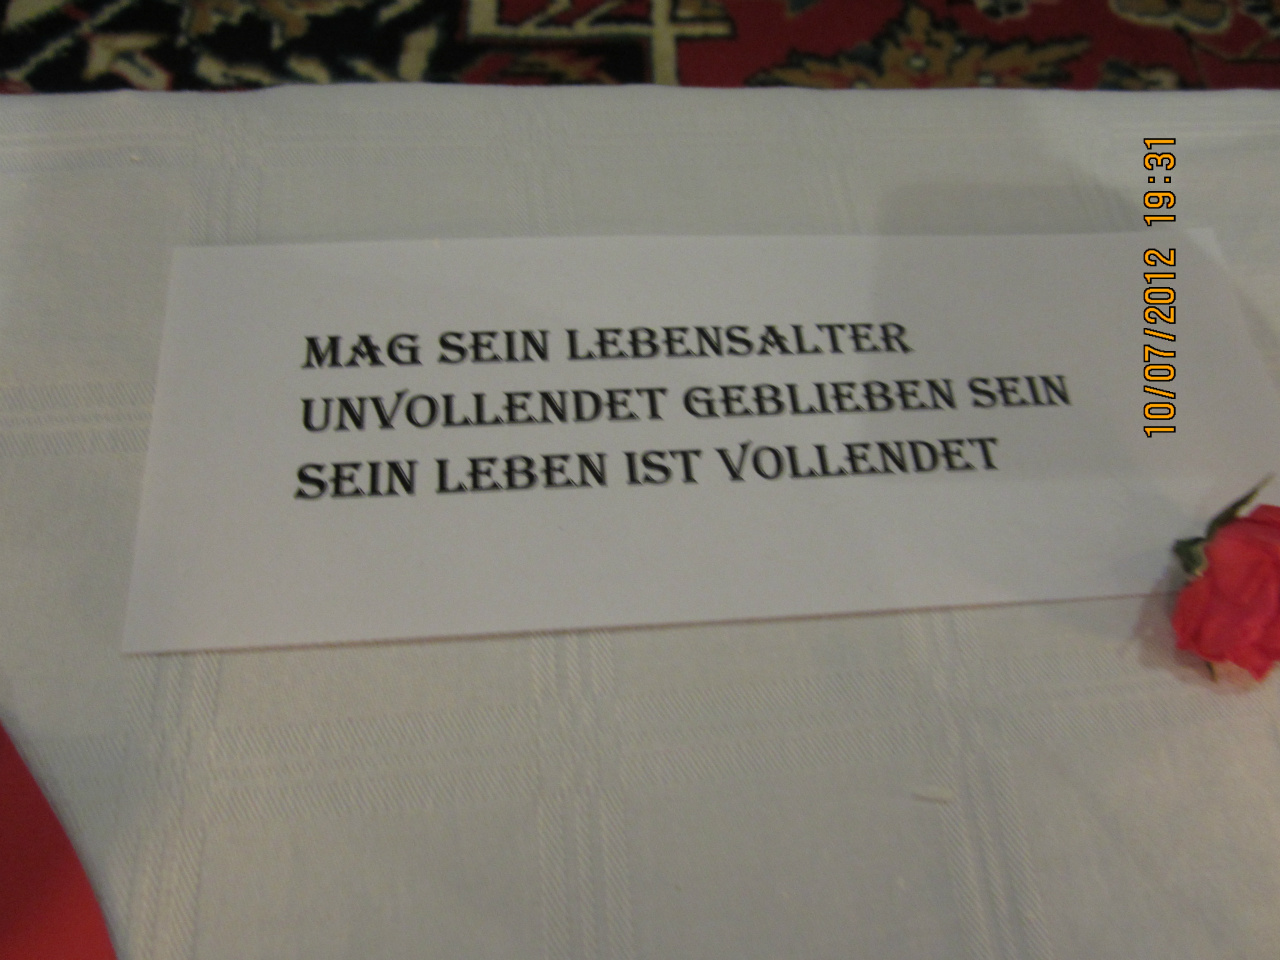 MAG SEIN LEBENSALTER
UNVOLLENDET GEBLIEBEN SEIN
SEIN LEBEN IST VOLLENDET
10/07/2012 19:31